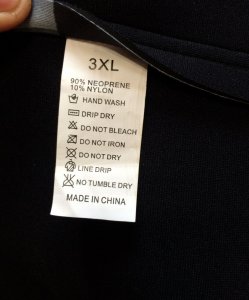 3XL
90% NEOPRENE
10% NYLON
HAND WASH
DRIP DRY
DO NOT BLEACH
DO NOT IRON
DO NOT DRY
LINE DRIP
NO TUMBLE DRY
MADE IN CHINA